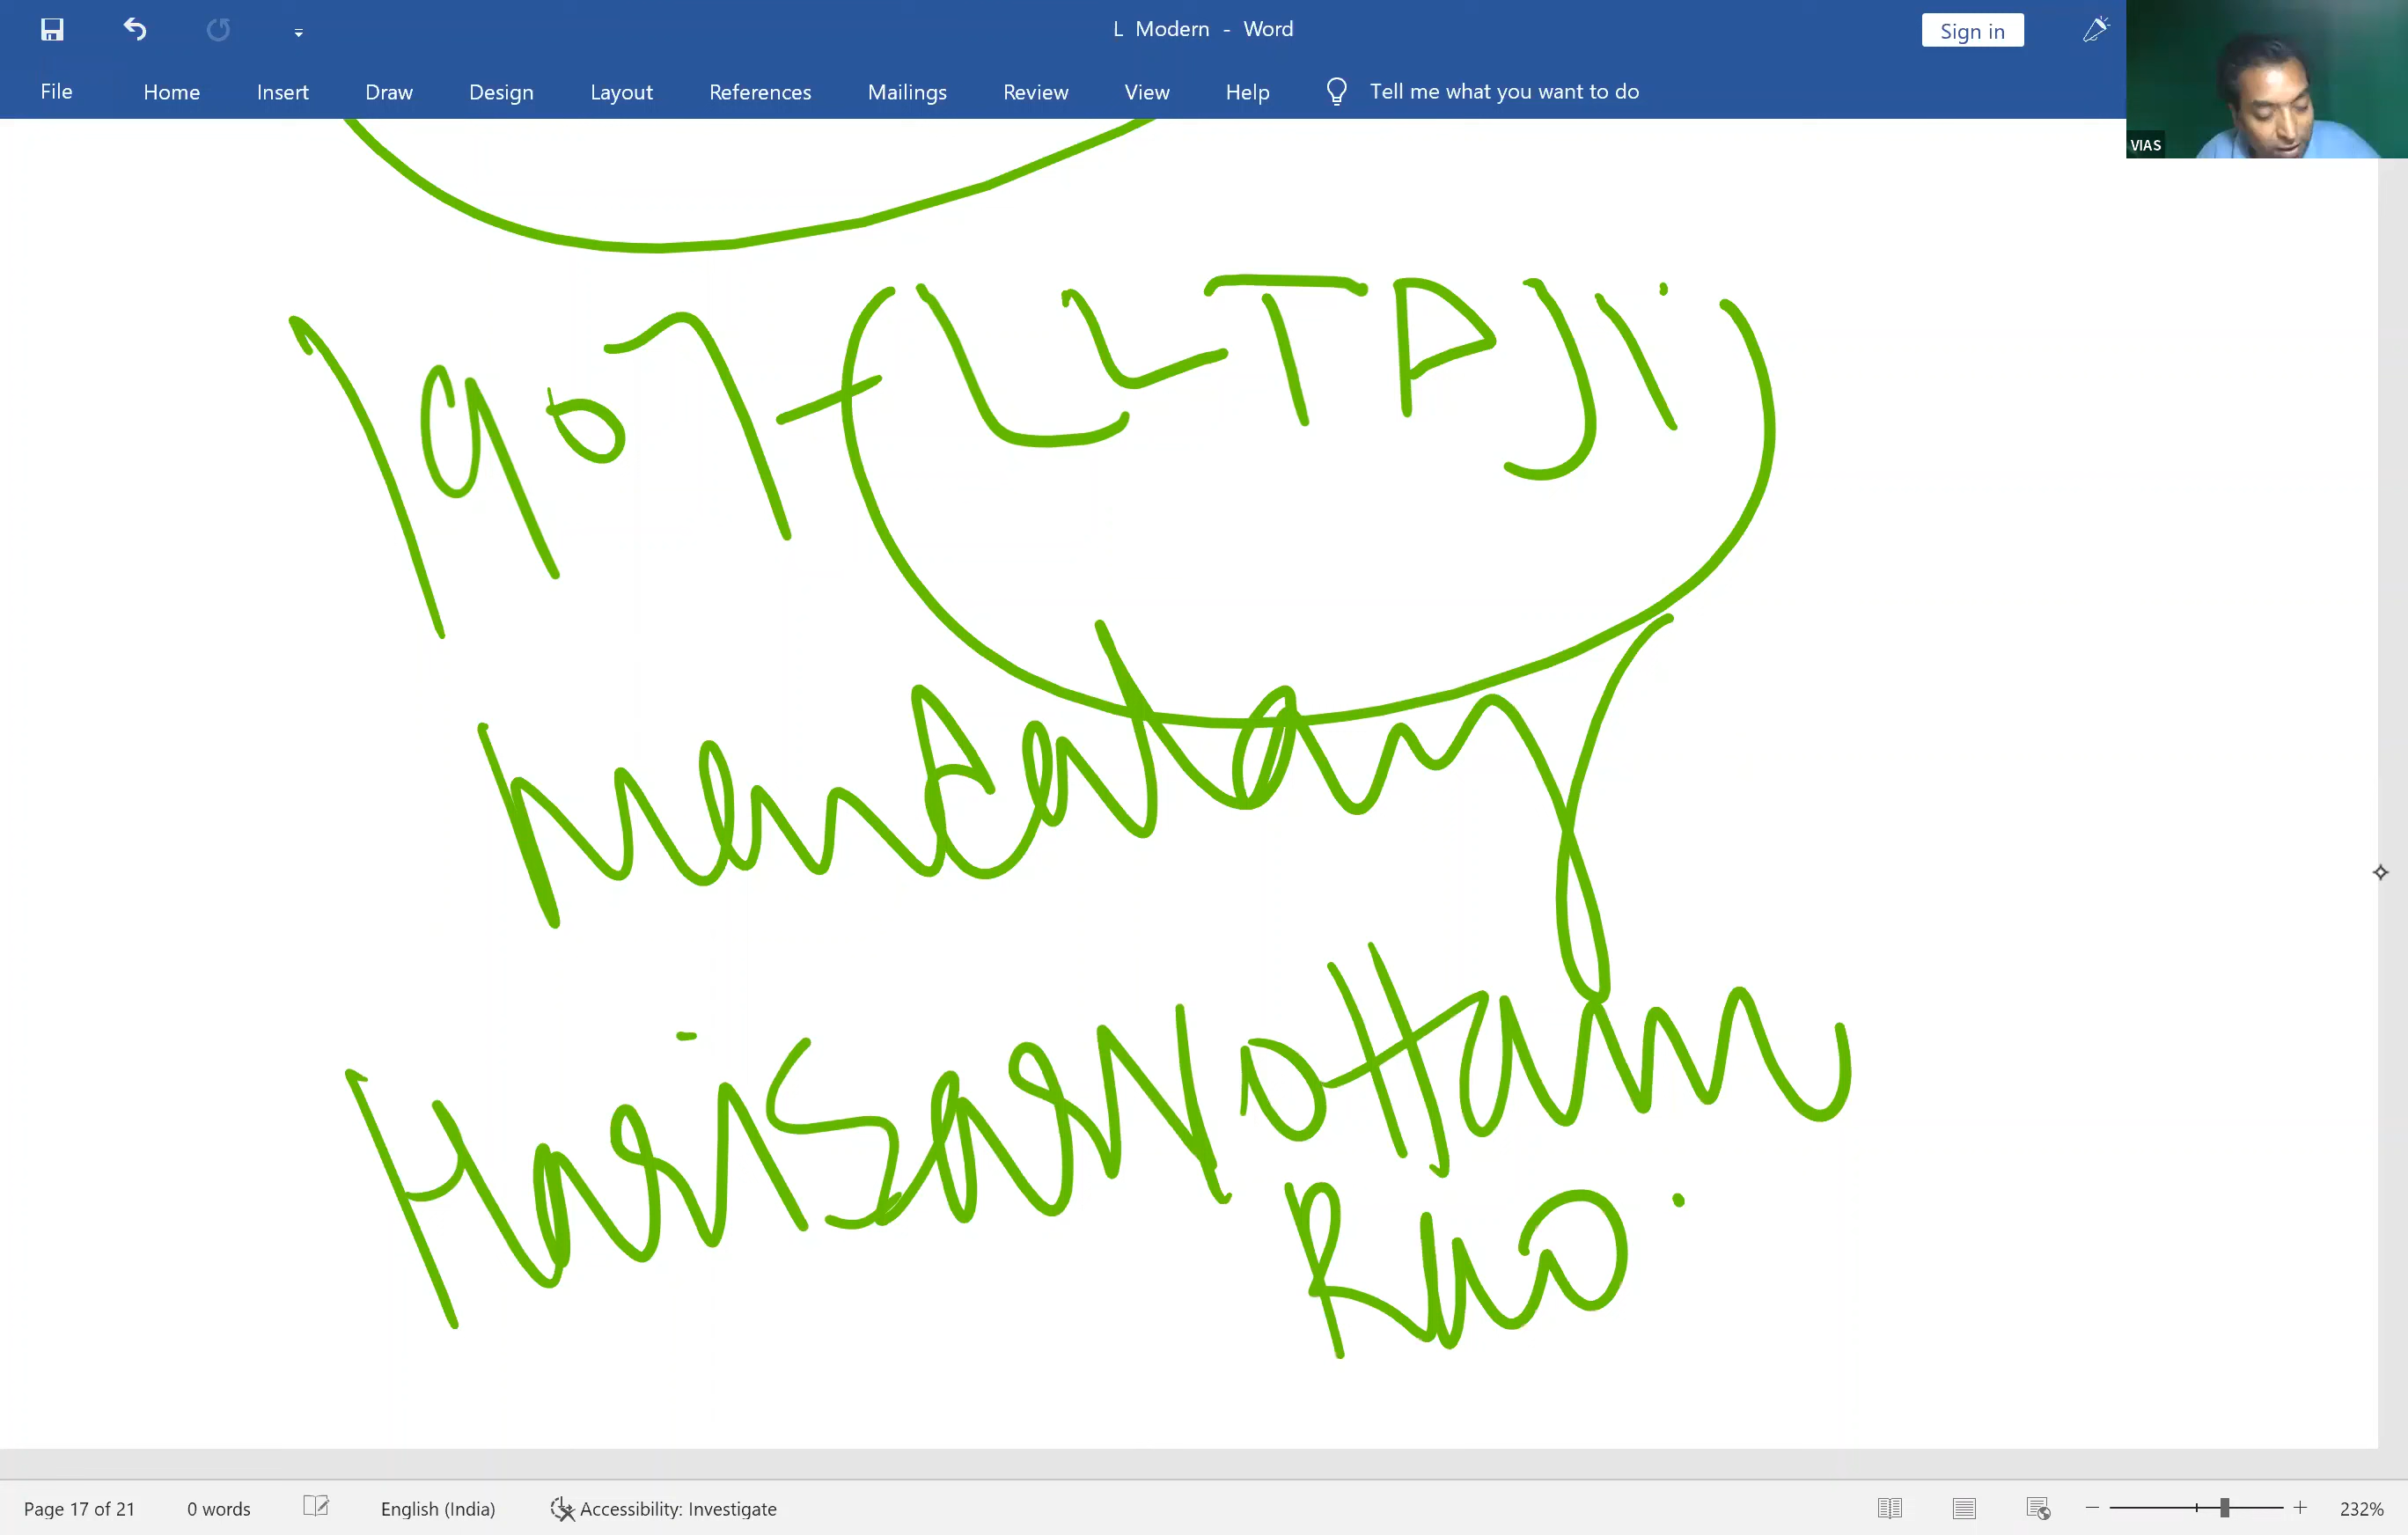 L Modern - Word
Sign in
File Home Insert Draw Design Layout References Mailings Review View Help Tell me what you want to do
VIAS
1907 - (LLTPJi)
Harisarvottam
Rao.
Page 17 of 21 0 words English (India) Accessibility: Investigate 232%